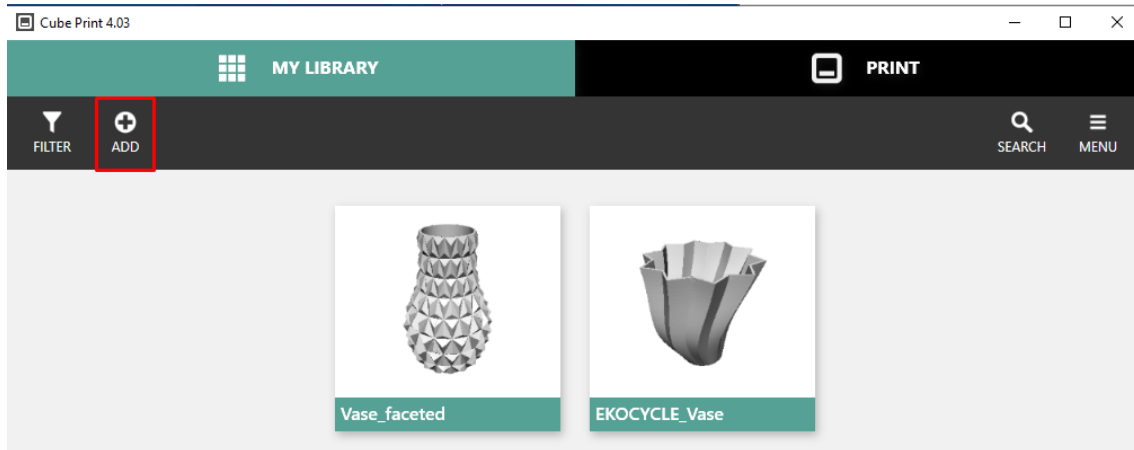 Cube Print 4.03
MY LIBRARY
PRINT
FILTER
ADD
SEARCH
MENU
Vase_faceted
EKOCYCLE_Vase